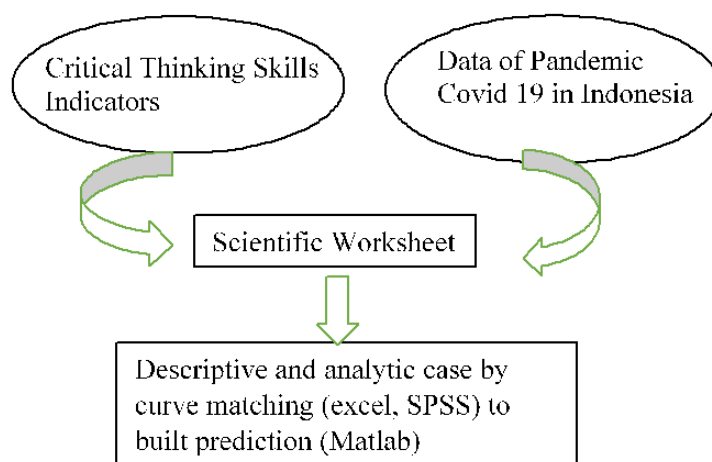 Critical Thinking Skills
Indicators
Data of Pandemic
Covid 19 in Indonesia
Scientific Worksheet
Descriptive and analytic case by
curve matching (excel, SPSS) to
built prediction (Matlab)